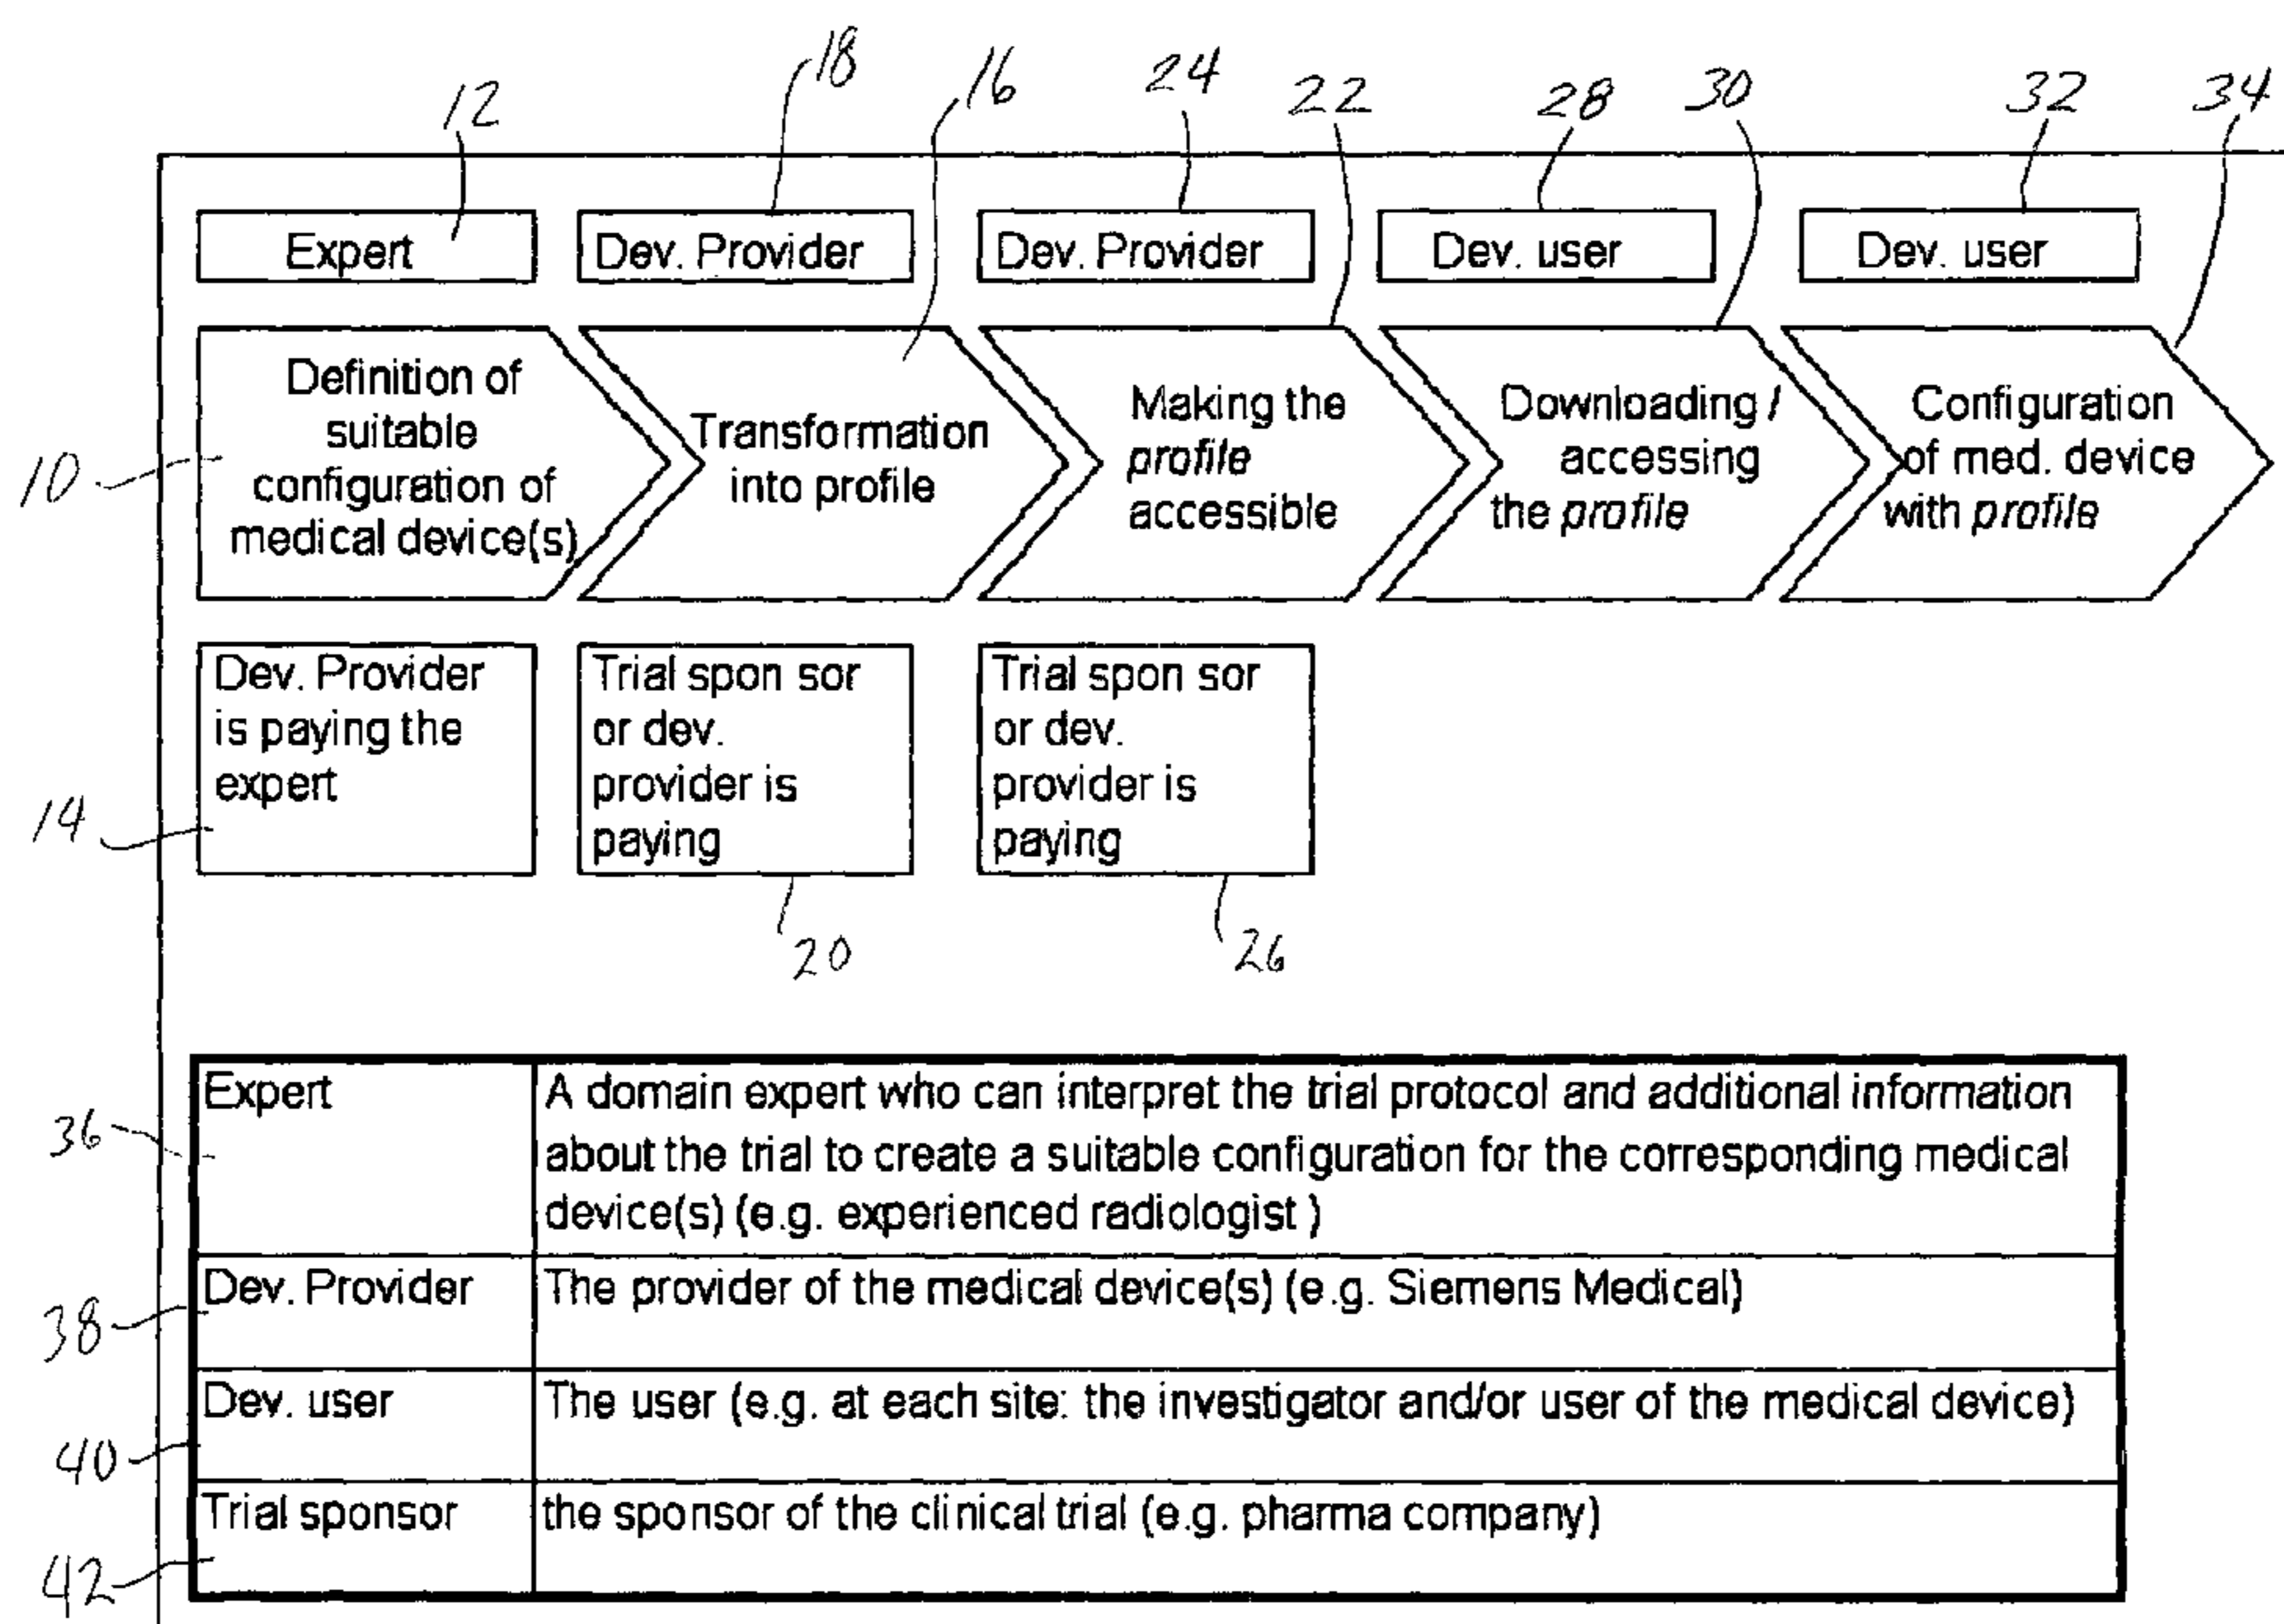 12
18
16
24
22
28
30
32
34
Expert
Dev. Provider
Dev. Provider
Dev. user
Dev. user
10
Definition of
suitable
configuration of
medical device(s)
Transformation
into profile
Making the
profile
accessible
Downloading /
accessing
the profile
Configuration
of med. device
with profile
14
Dev. Provider
is paying the
expert
Trial spon sor
or dev.
provider is
paying
Trial spon sor
or dev.
provider is
paying
20
26
36
Expert
A domain expert who can interpret the trial protocol and additional information
about the trial to create a suitable configuration for the corresponding medical
device(s) (e.g. experienced radiologist )
38
Dev. Provider
The provider of the medical device(s) (e.g. Siemens Medical)
40
Dev. user
The user (e.g. at each site: the investigator and/or user of the medical device)
42
Trial sponsor
the sponsor of the clinical trial (e.g. pharma company)